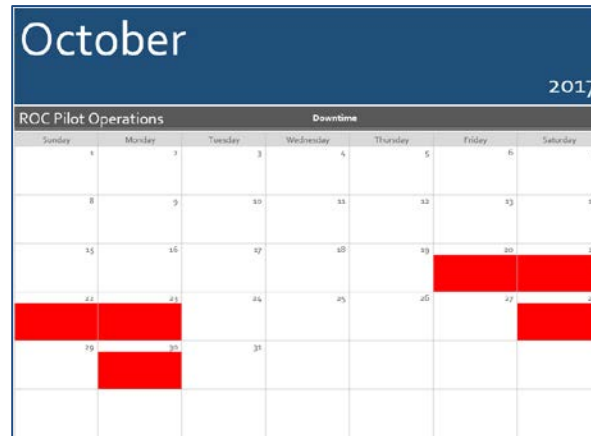 October
2017
ROC Pilot Operations Downtime
Sunday Monday Tuesday Wednesday Thursday Friday Saturday
1 2 3 4 5 6
8 9 10 11 12 13
15 16 17 18 19 20
22 23 24 25 26 27
29 30 31